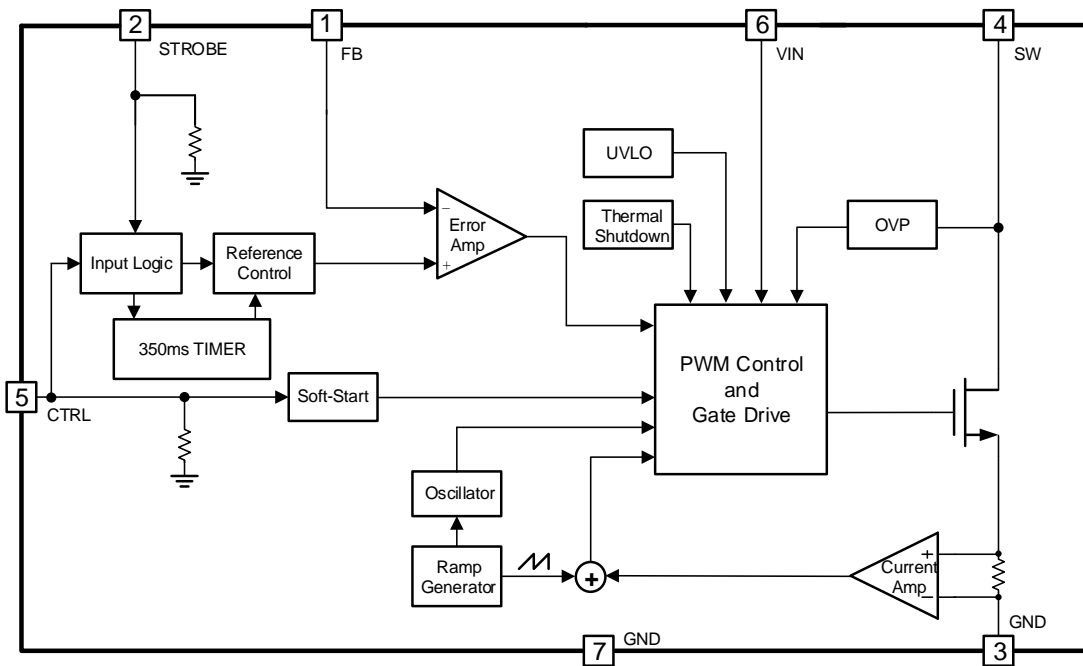 2
1
6
4
STROBE
FB
VIN
SW
UVLO
Thermal
Shutdown
OVP
−
Error
Amp
+
Input Logic
Reference
Control
350ms TIMER
PWM Control
and
Gate Drive
5
CTRL
Soft-Start
Oscillator
Ramp
Generator
+
+
Current
Amp
−
GND
7
GND
3